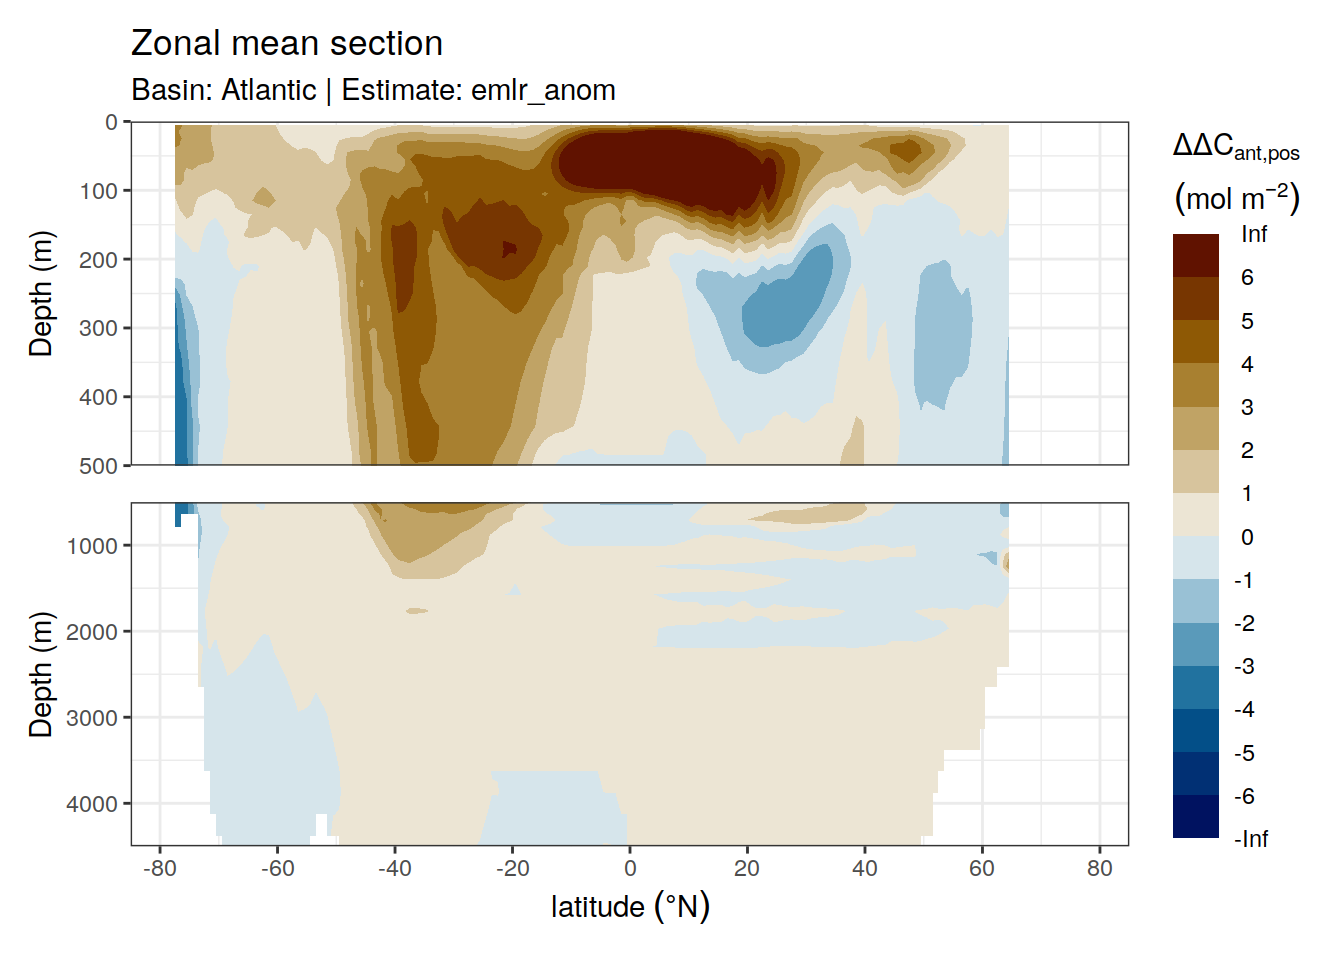 Zonal mean section
Basin: Atlantic | Estimate: emlr_anom
0
100
200
300
400
500
Depth (m)
1000
2000
3000
4000
Depth (m)
-80 -60 -40 -20 0 20 40 60 80
latitude (°N)
ΔΔC_ant,pos
(mol m⁻²)
Inf
6
5
4
3
2
1
0
-1
-2
-3
-4
-5
-6
-Inf